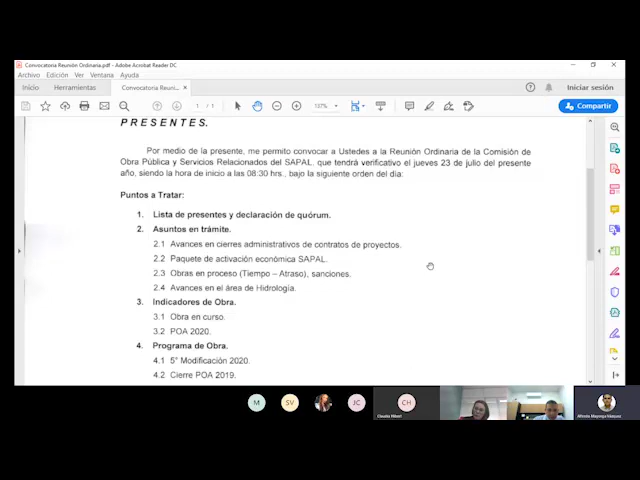 Convocatoria Reunión Ordinaria.pdf - Adobe Acrobat Reader DC
Archivo Edición Ver Ventana Ayuda
Inicio Herramientas Convocatoria Reuni... × Iniciar sesión
1 / 1 137% Compartir
PRESENTES.
Por medio de la presente, me permito convocar a Ustedes a la Reunión Ordinaria de la Comisión de
Obra Pública y Servicios Relacionados del SAPAL, que tendrá verificativo el jueves 23 de julio del presente
año, siendo la hora de inicio a las 08:30 hrs., bajo la siguiente orden del día:
Puntos a Tratar:
1. Lista de presentes y declaración de quórum.
2. Asuntos en trámite.
2.1 Avances en cierres administrativos de contratos de proyectos.
2.2 Paquete de activación económica SAPAL.
2.3 Obras en proceso (Tiempo – Atraso), sanciones.
2.4 Avances en el área de Hidrología.
3. Indicadores de Obra.
3.1 Obra en curso.
3.2 POA 2020.
4. Programa de Obra.
4.1 5° Modificación 2020.
4.2 Cierre POA 2019.
M SV JC CH
Claudia
Alfredo